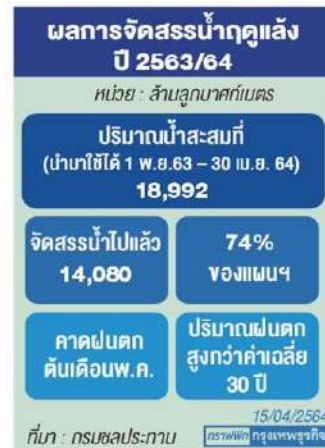 ผลการจัดสรรน้ำฤดูแล้ง
ปี 2563/64
หน่วย : ล้านลูกบาศก์เมตร
ปริมาณน้ำสะสมที่
(นำมาใช้ได้ 1 พ.ย.63 – 30 เม.ย. 64)
18,992
จัดสรรน้ำไปแล้ว
14,080
74%
ของแผนฯ
คาดฝนตก
ต้นเดือนพ.ค.
ปริมาณฝนตก
สูงกว่าค่าเฉลี่ย
30 ปี
15/04/2564
ที่มา : กรมชลประทาน
กราฟฟิก กรุงเทพธุรกิจ